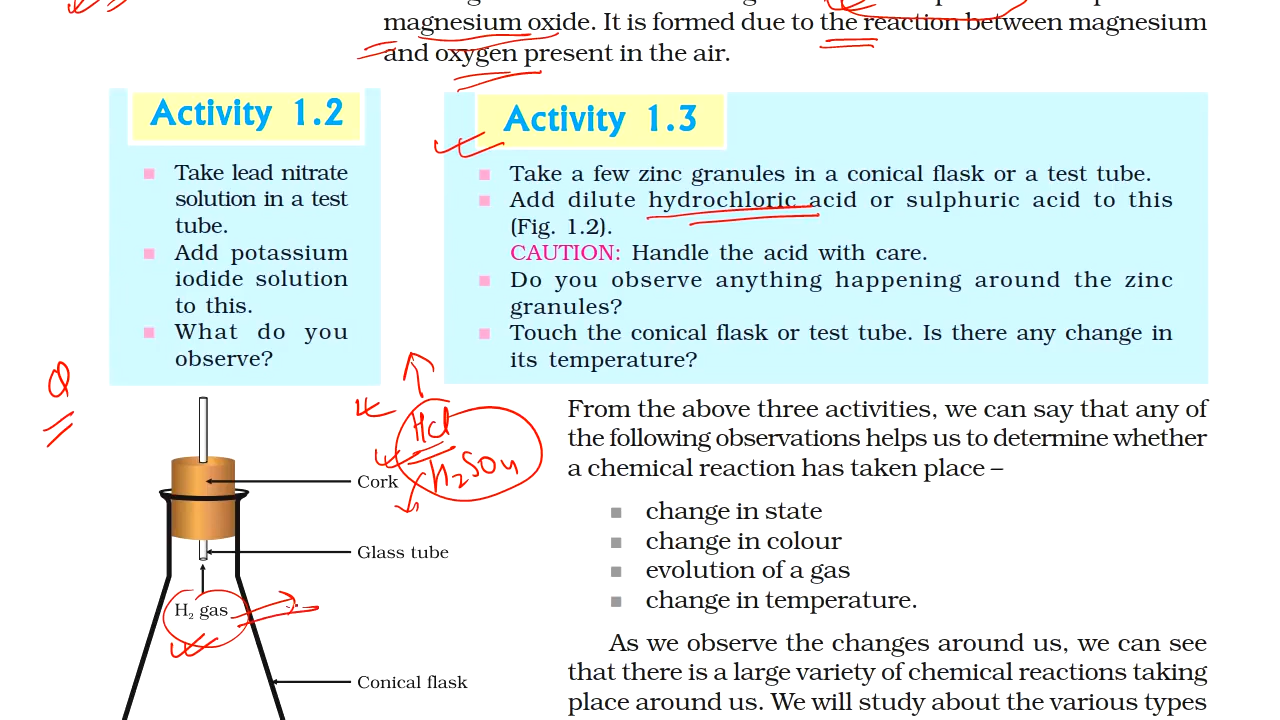 magnesium oxide. It is formed due to the reaction between magnesium
and oxygen present in the air.
Activity 1.2
Take lead nitrate
solution in a test
tube.
Add potassium
iodide solution
to this.
What do you
observe?
Activity 1.3
Take a few zinc granules in a conical flask or a test tube.
Add dilute hydrochloric acid or sulphuric acid to this
(Fig. 1.2).
CAUTION: Handle the acid with care.
Do you observe anything happening around the zinc
granules?
Touch the conical flask or test tube. Is there any change in
its temperature?
Q
Hcl
H₂SO₄
Cork
Glass tube
H₂ gas
Conical flask
From the above three activities, we can say that any of
the following observations helps us to determine whether
a chemical reaction has taken place –
change in state
change in colour
evolution of a gas
change in temperature.
As we observe the changes around us, we can see
that there is a large variety of chemical reactions taking
place around us. We will study about the various types